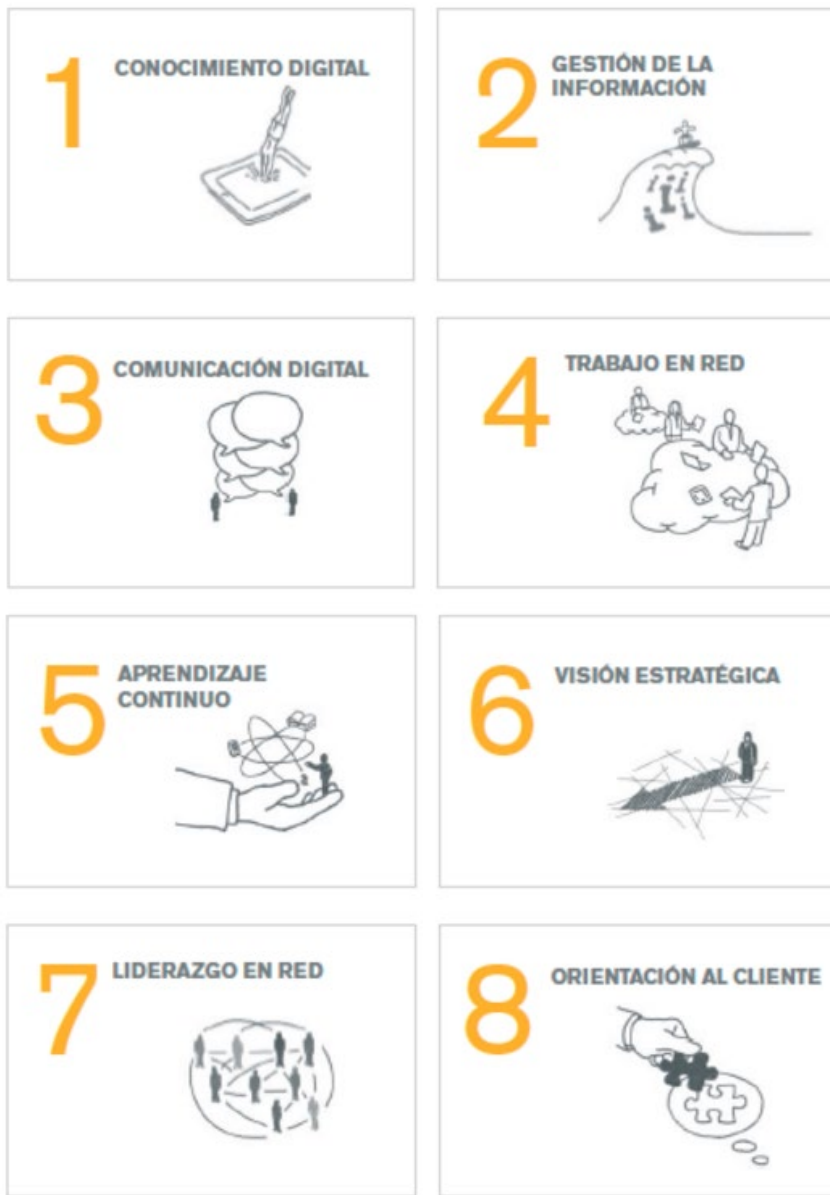 1
CONOCIMIENTO DIGITAL
2
GESTIÓN DE LA
INFORMACIÓN
3
COMUNICACIÓN DIGITAL
4
TRABAJO EN RED
5
APRENDIZAJE
CONTINUO
6
VISIÓN ESTRATÉGICA
7
LIDERAZGO EN RED
8
ORIENTACIÓN AL CLIENTE